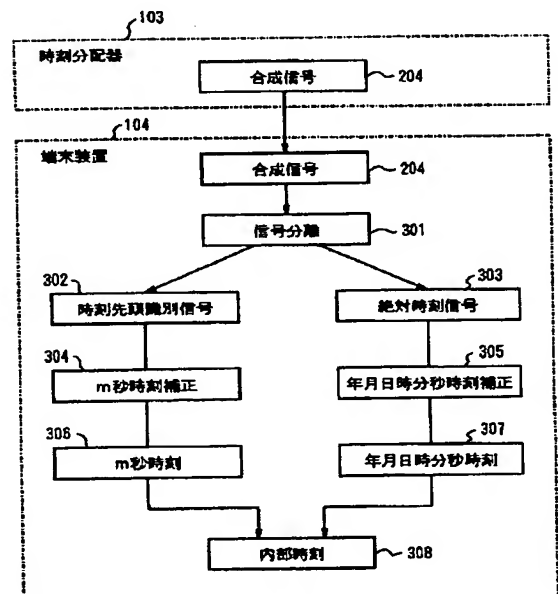 103
時刻分配器
合成信号
204
104
端末装置
合成信号
204
信号分離
301
302
303
時刻先頭識別信号
絶対時刻信号
304
305
m秒時刻補正
年月日時分秒時刻補正
306
307
m秒時刻
年月日時分秒時刻
内部時刻
308